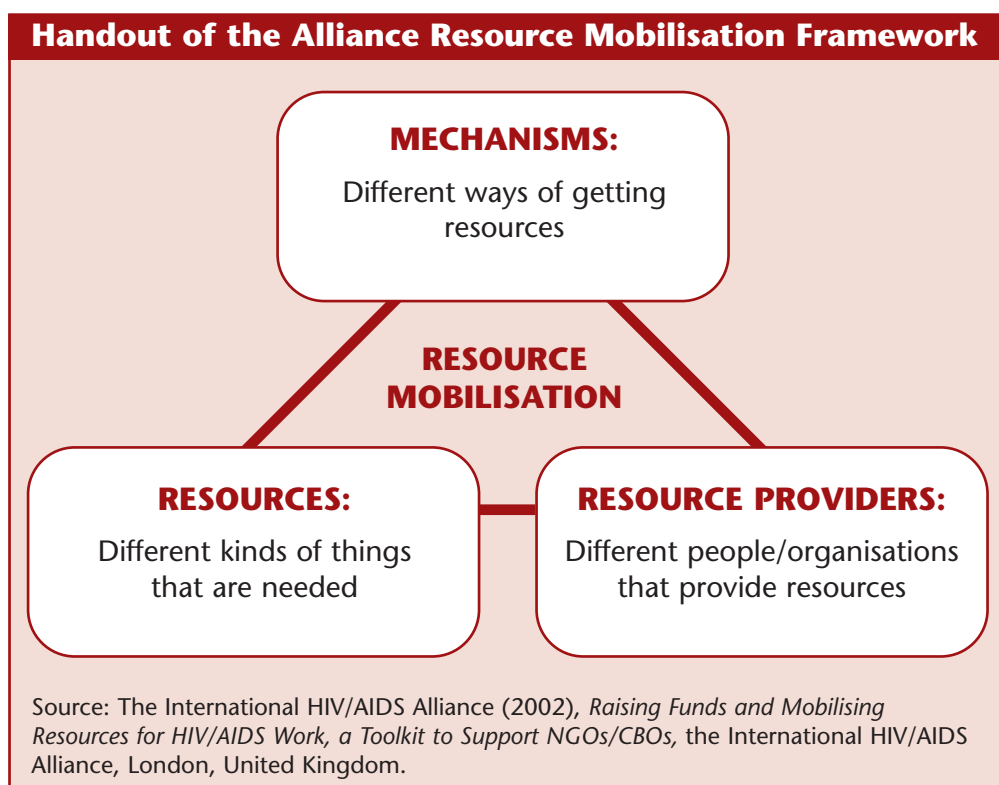 Handout of the Alliance Resource Mobilisation Framework
MECHANISMS:
Different ways of getting
resources
RESOURCE
MOBILISATION
RESOURCES:
Different kinds of things
that are needed
RESOURCE PROVIDERS:
Different people/organisations
that provide resources
Source: The International HIV/AIDS Alliance (2002), Raising Funds and Mobilising
Resources for HIV/AIDS Work, a Toolkit to Support NGOs/CBOs, the International HIV/AIDS
Alliance, London, United Kingdom.